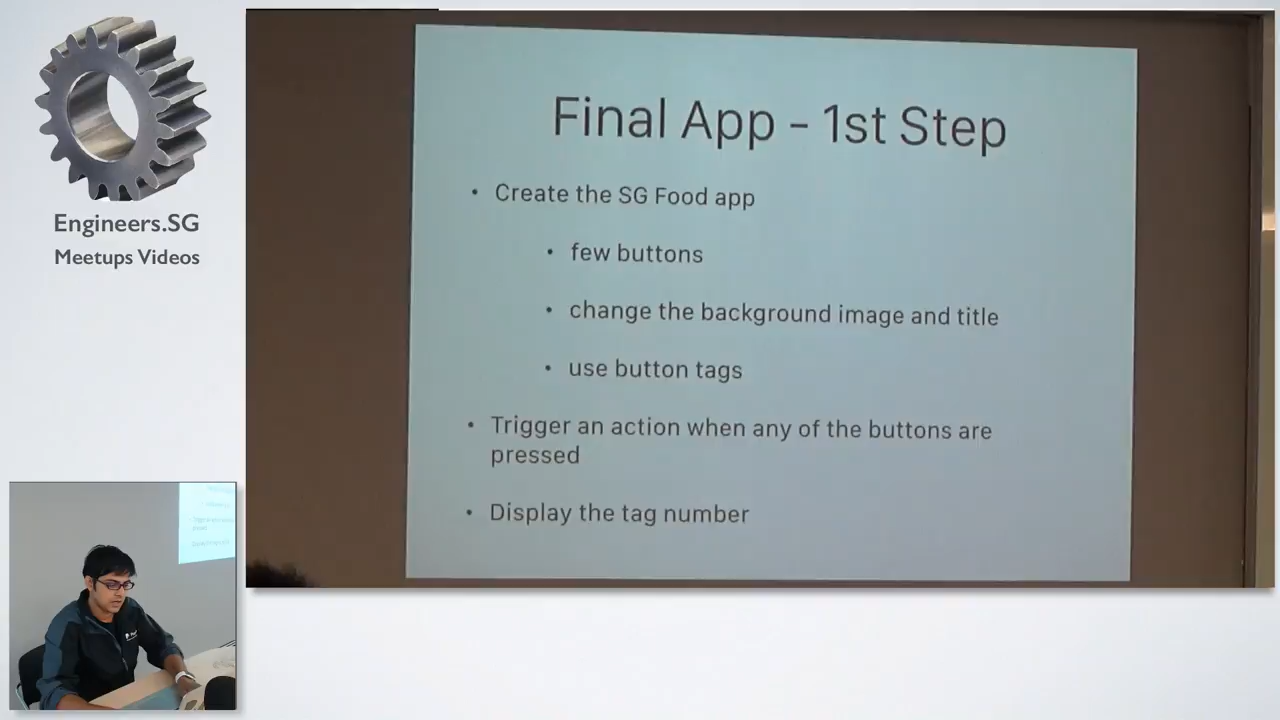 Engineers.SG
Meetups Videos
Final App - 1st Step
• Create the SG Food app
• few buttons
• change the background image and title
• use button tags
• Trigger an action when any of the buttons are
pressed
• Display the tag number